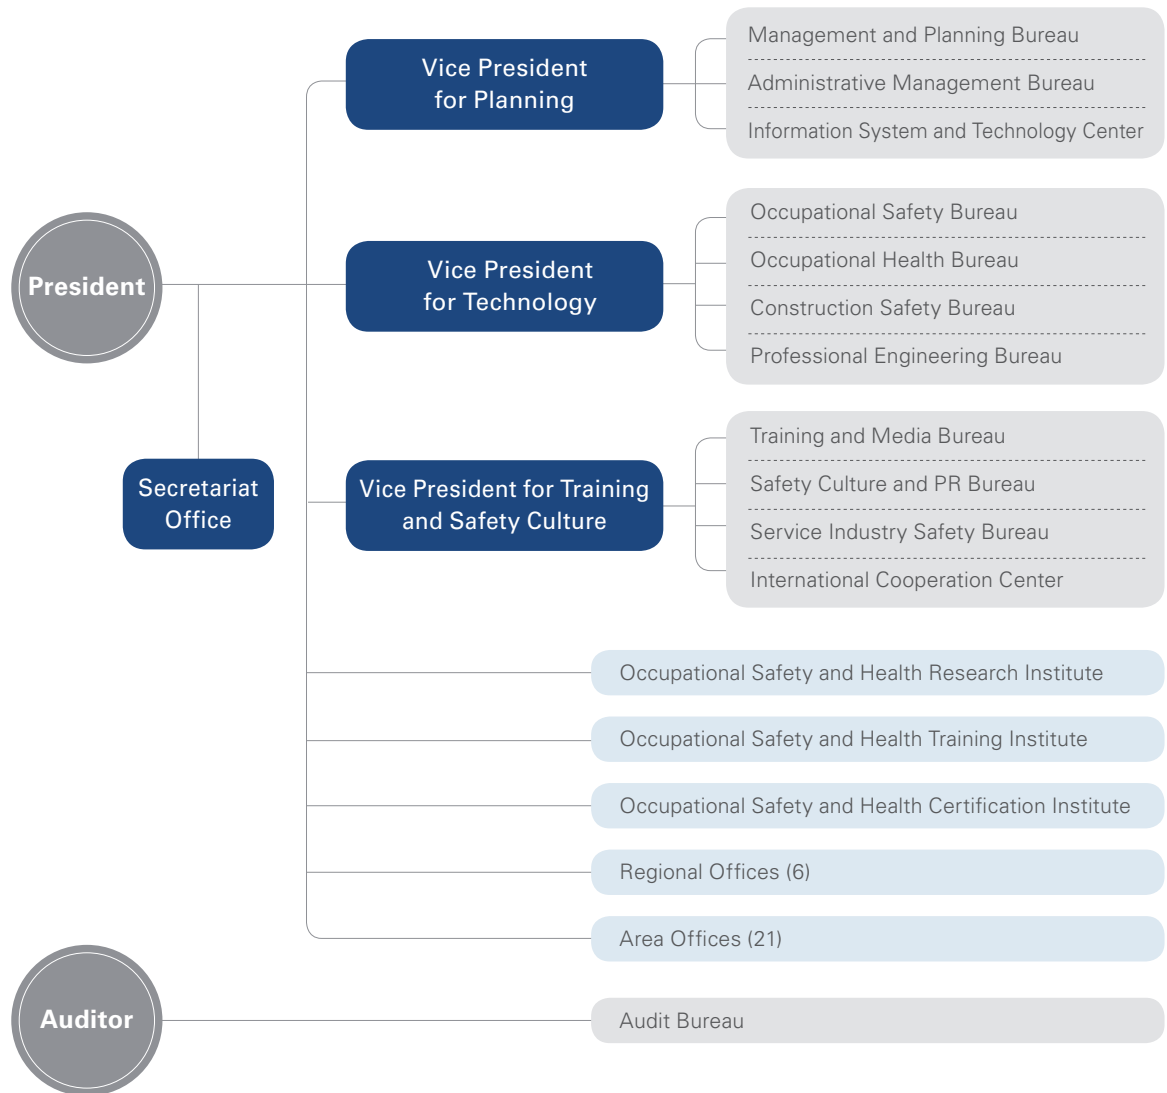 Vice President
for Planning
Management and Planning Bureau
Administrative Management Bureau
Information System and Technology Center
President
Vice President
for Technology
Occupational Safety Bureau
Occupational Health Bureau
Construction Safety Bureau
Professional Engineering Bureau
Secretariat
Office
Vice President for Training
and Safety Culture
Training and Media Bureau
Safety Culture and PR Bureau
Service Industry Safety Bureau
International Cooperation Center
Occupational Safety and Health Research Institute
Occupational Safety and Health Training Institute
Occupational Safety and Health Certification Institute
Regional Offices (6)
Area Offices (21)
Auditor
Audit Bureau